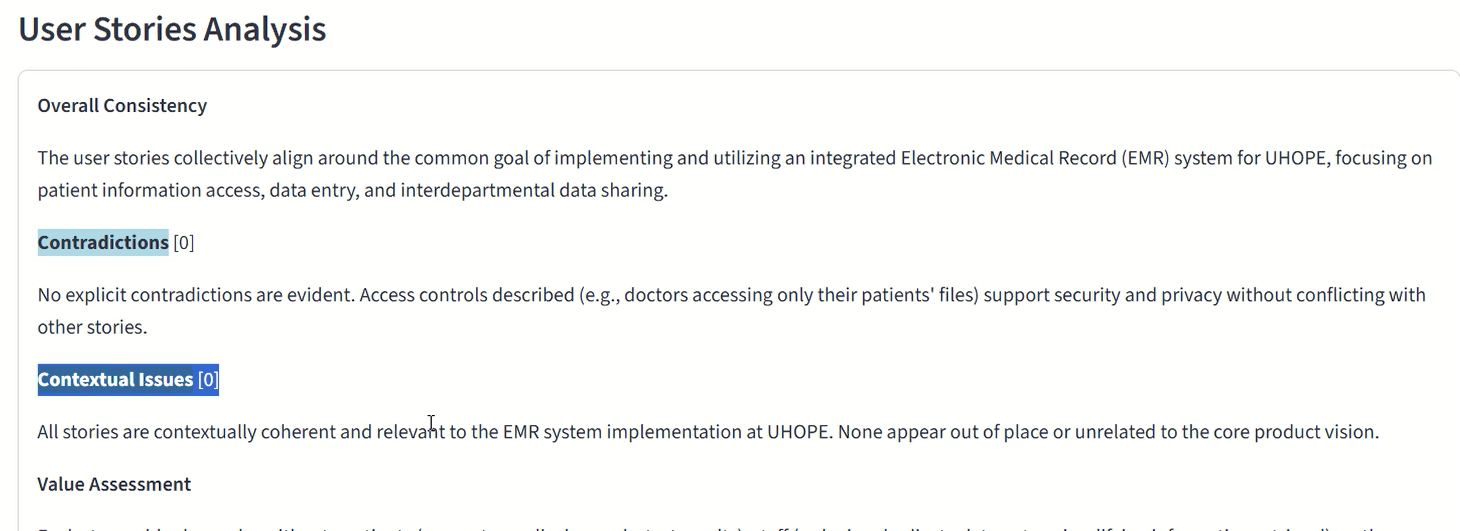 User Stories Analysis
Overall Consistency
The user stories collectively align around the common goal of implementing and utilizing an integrated Electronic Medical Record (EMR) system for UHOPE, focusing on
patient information access, data entry, and interdepartmental data sharing.
Contradictions [0]
No explicit contradictions are evident. Access controls described (e.g., doctors accessing only their patients' files) support security and privacy without conflicting with
other stories.
Contextual Issues [0]
All stories are contextually coherent and relevant to the EMR system implementation at UHOPE. None appear out of place or unrelated to the core product vision.
Value Assessment